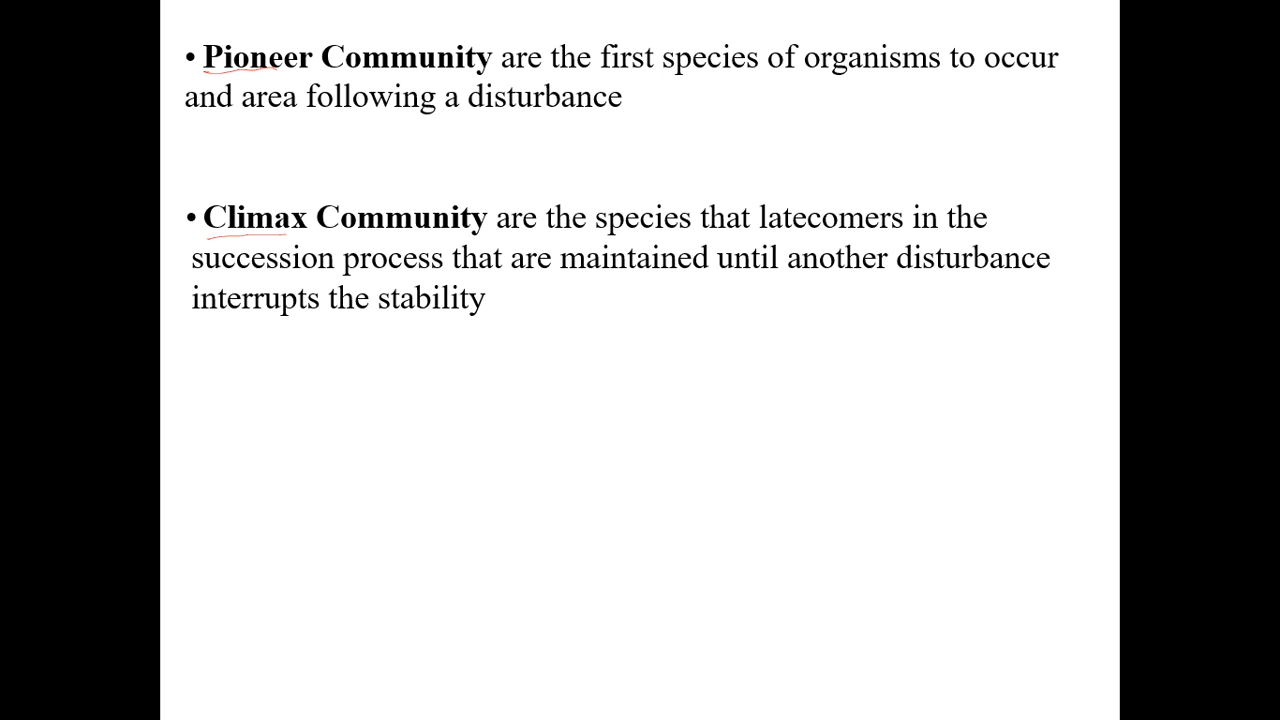 • Pioneer Community are the first species of organisms to occur
and area following a disturbance
• Climax Community are the species that latecomers in the
succession process that are maintained until another disturbance
interrupts the stability